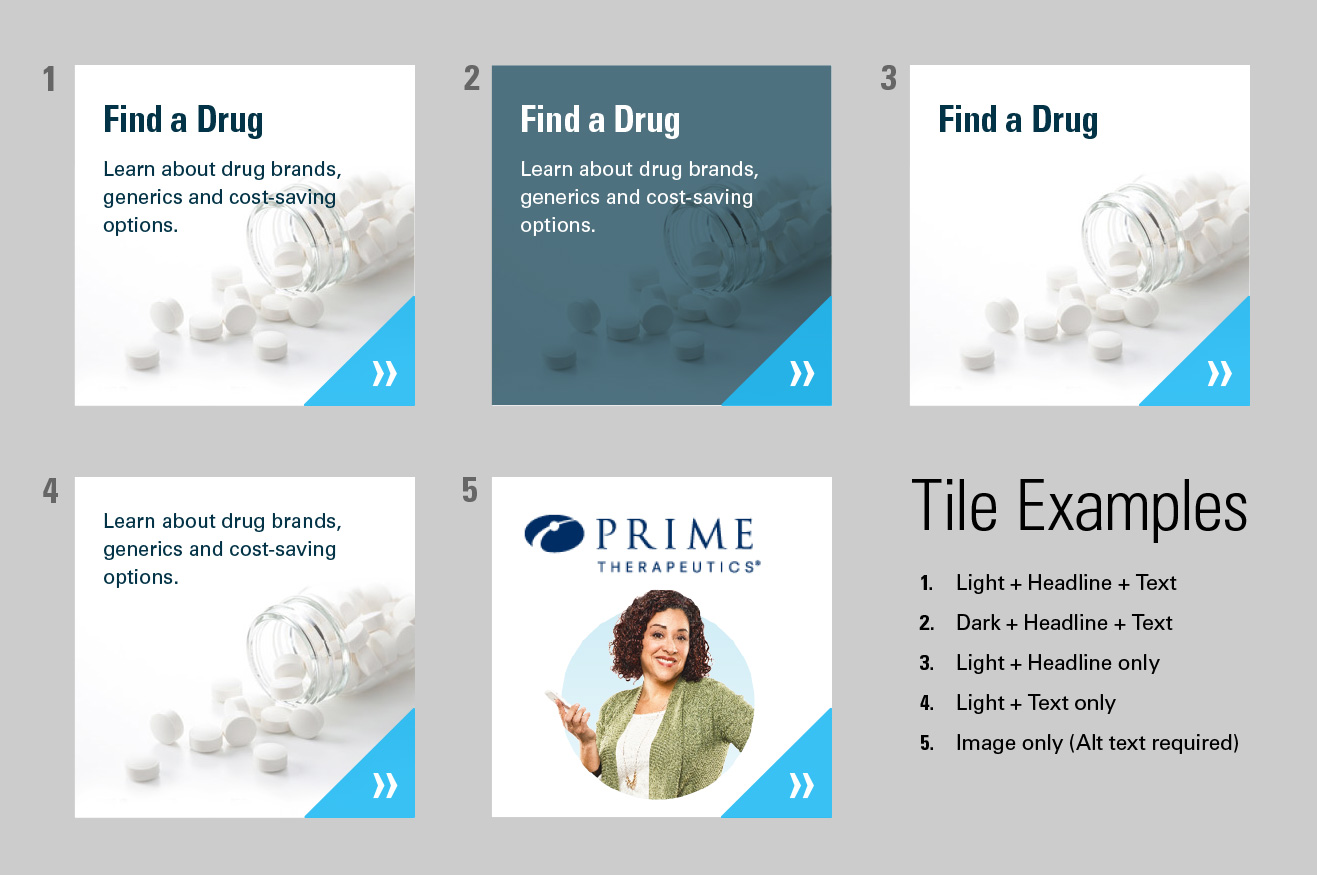 1
Find a Drug
Learn about drug brands,
generics and cost-saving
options.
2
Find a Drug
Learn about drug brands,
generics and cost-saving
options.
3
Find a Drug
4
Learn about drug brands,
generics and cost-saving
options.
5
PRIME
THERAPEUTICS®
Tile Examples
1. Light + Headline + Text
2. Dark + Headline + Text
3. Light + Headline only
4. Light + Text only
5. Image only (Alt text required)